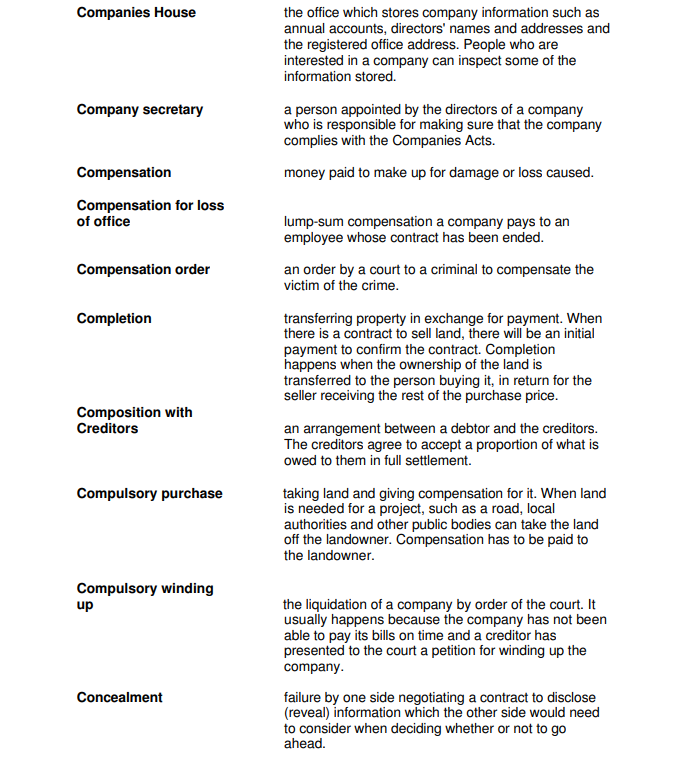 Companies House the office which stores company information such as
annual accounts, directors' names and addresses and
the registered office address. People who are
interested in a company can inspect some of the
information stored.
Company secretary a person appointed by the directors of a company
who is responsible for making sure that the company
complies with the Companies Acts.
Compensation money paid to make up for damage or loss caused.
Compensation for loss
of office lump-sum compensation a company pays to an
employee whose contract has been ended.
Compensation order an order by a court to a criminal to compensate the
victim of the crime.
Completion transferring property in exchange for payment. When
there is a contract to sell land, there will be an initial
payment to confirm the contract. Completion
happens when the ownership of the land is
transferred to the person buying it, in return for the
seller receiving the rest of the purchase price.
Composition with
Creditors an arrangement between a debtor and the creditors.
The creditors agree to accept a proportion of what is
owed to them in full settlement.
Compulsory purchase taking land and giving compensation for it. When land
is needed for a project, such as a road, local
authorities and other public bodies can take the land
off the landowner. Compensation has to be paid to
the landowner.
Compulsory winding
up the liquidation of a company by order of the court. It
usually happens because the company has not been
able to pay its bills on time and a creditor has
presented to the court a petition for winding up the
company.
Concealment failure by one side negotiating a contract to disclose
(reveal) information which the other side would need
to consider when deciding whether or not to go
ahead.